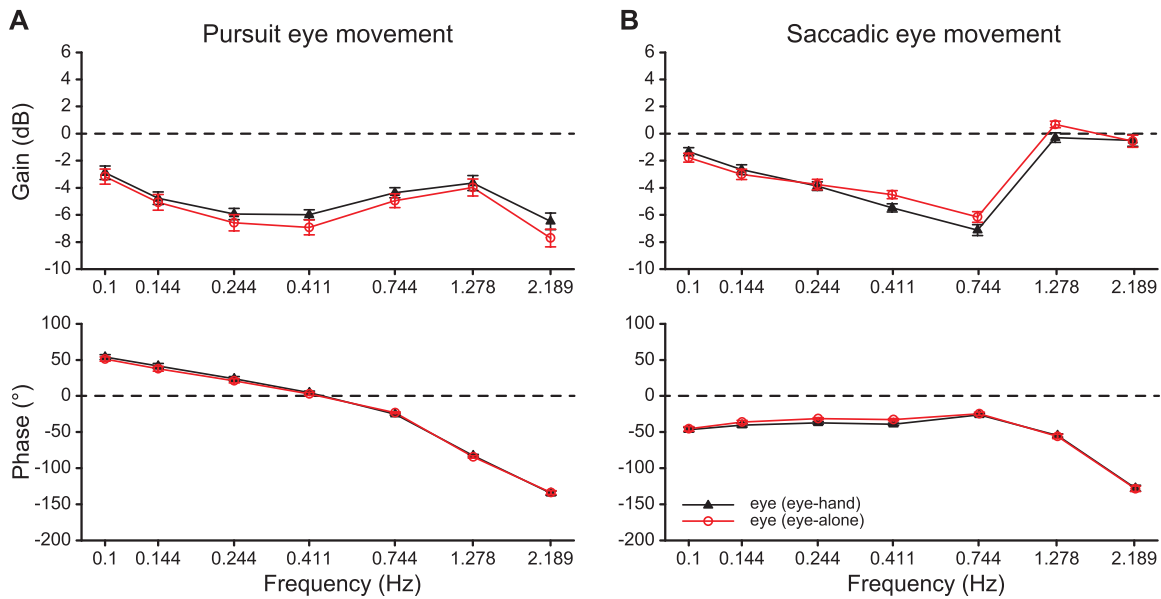 A
Pursuit eye movement
6
4
2
0
-2
-4
-6
-8
-10
Gain (dB)
0.1 0.144 0.244 0.411 0.744 1.278 2.189
100
50
0
-50
-100
-150
-200
Phase (°)
0.1 0.144 0.244 0.411 0.744 1.278 2.189
Frequency (Hz)
B
Saccadic eye movement
6
4
2
0
-2
-4
-6
-8
-10
0.1 0.144 0.244 0.411 0.744 1.278 2.189
100
50
0
-50
-100
-150
-200
eye (eye-hand)
eye (eye-alone)
0.1 0.144 0.244 0.411 0.744 1.278 2.189
Frequency (Hz)